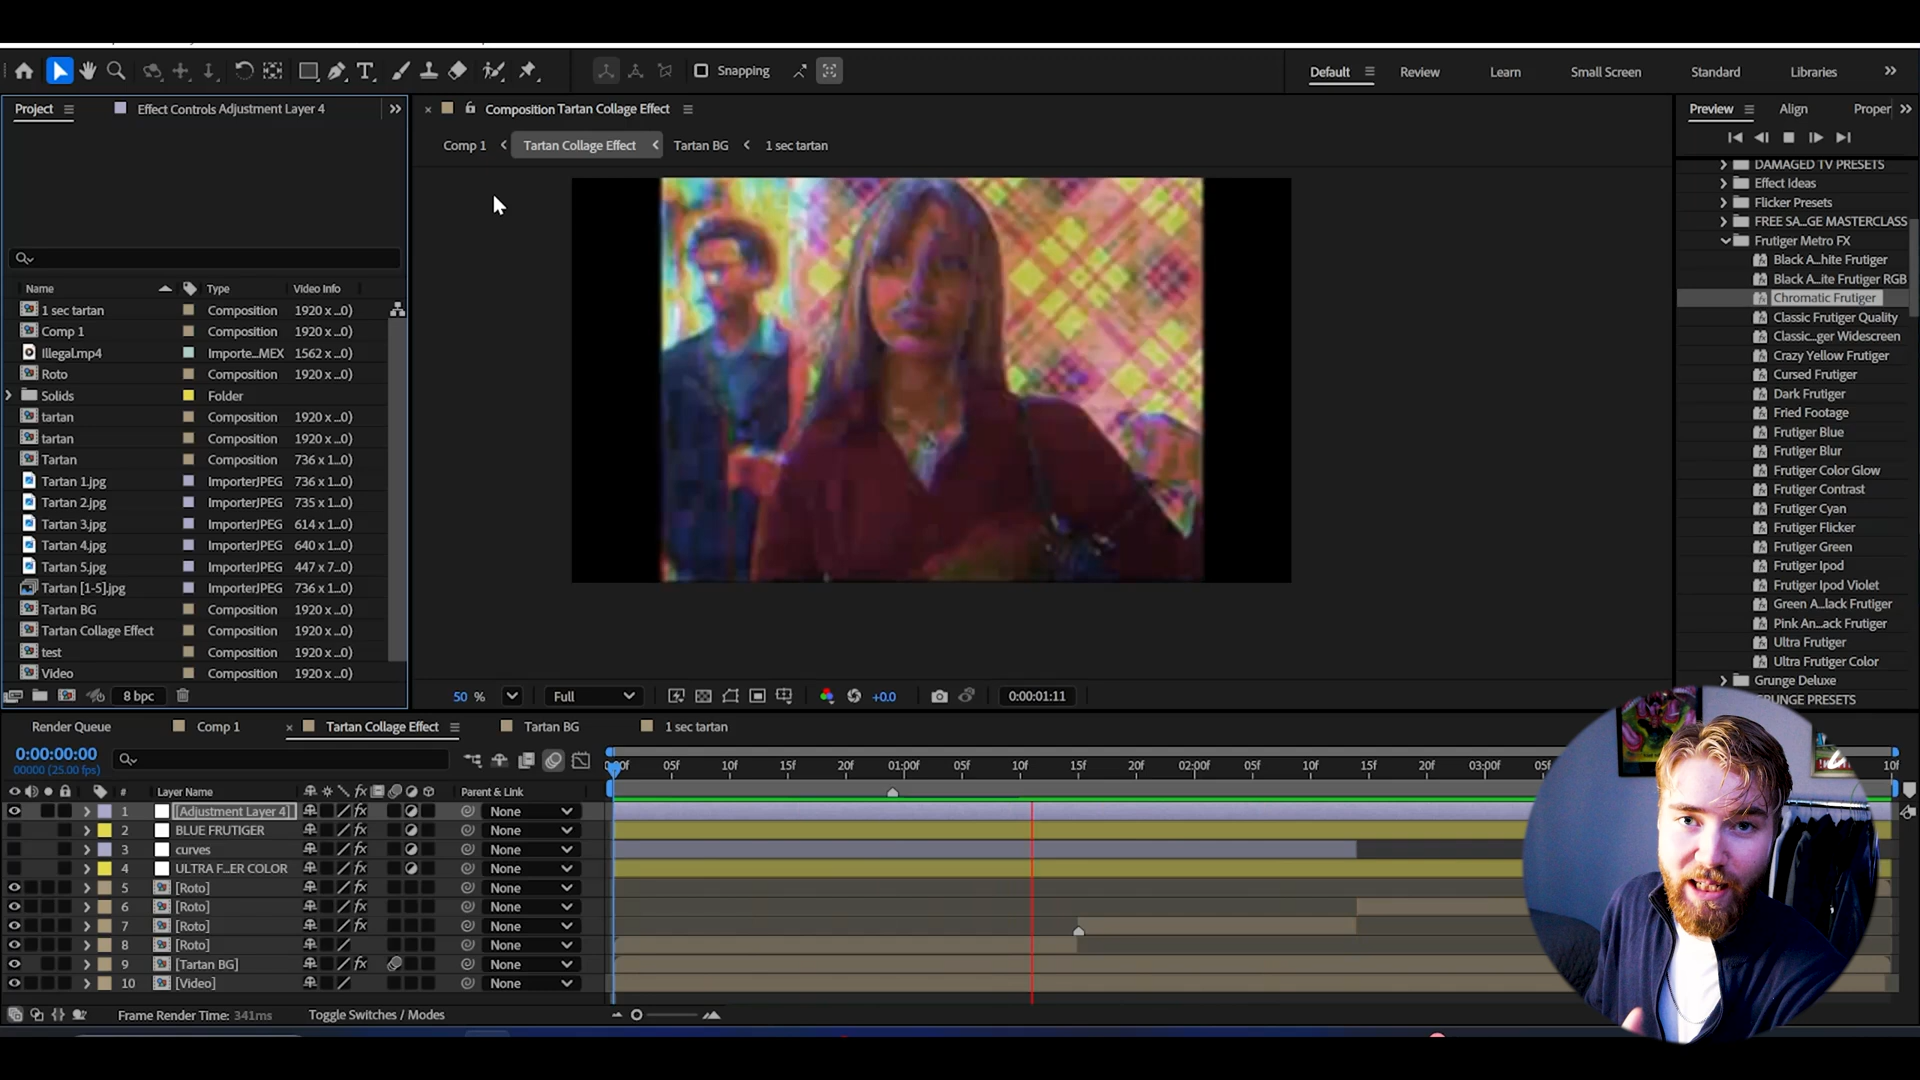 Snapping
Default
Review
Learn
Small Screen
Standard
Libraries
Project
Effect Controls Adjustment Layer 4
Composition Tartan Collage Effect
Preview
Align
Proper
Comp 1
Tartan Collage Effect
Tartan BG
1 sec tartan
Name
Type
Video Info
1 sec tartan Composition 1920 x ...0)
Comp 1 Composition 1920 x ...0)
Illegal.mp4 Importe...MEX 1562 x ...0)
Roto Composition 1920 x ...0)
Solids Folder
tartan Composition 1920 x ...0)
tartan Composition 1920 x ...0)
Tartan Composition 736 x 1...0)
Tartan 1.jpg ImporterJPEG 736 x 1...0)
Tartan 2.jpg ImporterJPEG 735 x 1...0)
Tartan 3.jpg ImporterJPEG 614 x 1...0)
Tartan 4.jpg ImporterJPEG 640 x 1...0)
Tartan 5.jpg ImporterJPEG 447 x 7...0)
Tartan [1-5].jpg ImporterJPEG 736 x 1...0)
Tartan BG Composition 1920 x ...0)
Tartan Collage Effect Composition 1920 x ...0)
test Composition 1920 x ...0)
Video Composition 1920 x ...0)
8 bpc
50 %
Full
+0.0
0:00:01:11
DAMAGED TV PRESETS
Effect Ideas
Flicker Presets
FREE SA...GE MASTERCLASS
Frutiger Metro FX
Black A...hite Frutiger
Black A...ite Frutiger RGB
Chromatic Frutiger
Classic Frutiger Quality
Classic...ger Widescreen
Crazy Yellow Frutiger
Cursed Frutiger
Dark Frutiger
Fried Footage
Frutiger Blue
Frutiger Blur
Frutiger Color Glow
Frutiger Contrast
Frutiger Cyan
Frutiger Flicker
Frutiger Green
Frutiger Ipod
Frutiger Ipod Violet
Green A...lack Frutiger
Pink An...ack Frutiger
Ultra Frutiger
Ultra Frutiger Color
Grunge Deluxe
UNGE PRESETS
Render Queue
Comp 1
Tartan Collage Effect
Tartan BG
1 sec tartan
0:00:00:00
00000 (25.00 fps)
05f 10f 15f 20f 01:00f 05f 10f 15f 20f 02:00f 05f 10f 15f 20f 03:00f 05f 10f
# Layer Name Parent & Link
1 [Adjustment Layer 4] None
2 BLUE FRUTIGER None
3 curves None
4 ULTRA F...ER COLOR None
5 [Roto] None
6 [Roto] None
7 [Roto] None
8 [Roto] None
9 [Tartan BG] None
10 [Video] None
Frame Render Time: 341ms
Toggle Switches / Modes